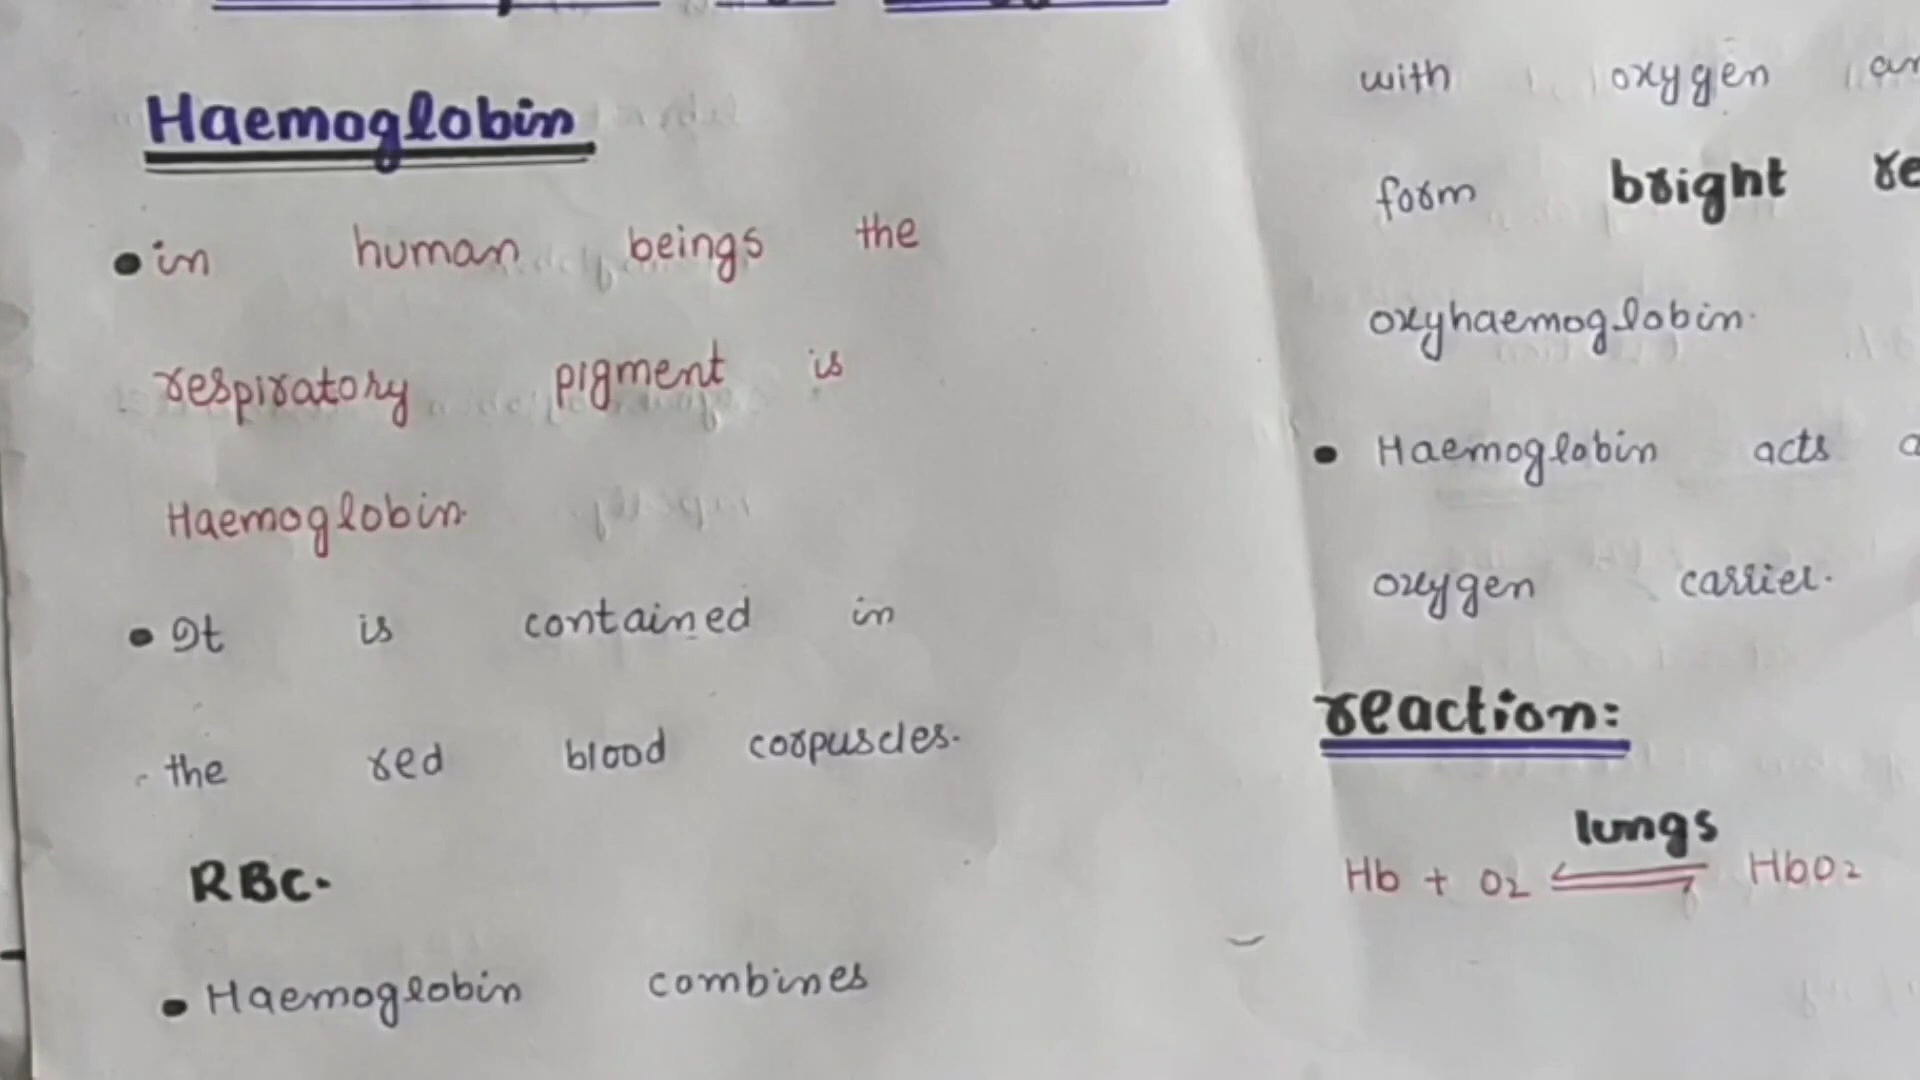 Haemoglobin
• in human beings the
respiratory pigment is
Haemoglobin.
• It is contained in
the red blood corpuscles.
RBC.
• Haemoglobin combines
with oxygen
form bright
oxyhaemoglobin.
• Haemoglobin acts
oxygen carrier.
reaction:
lungs
Hb + O2 ⇌ HbO2